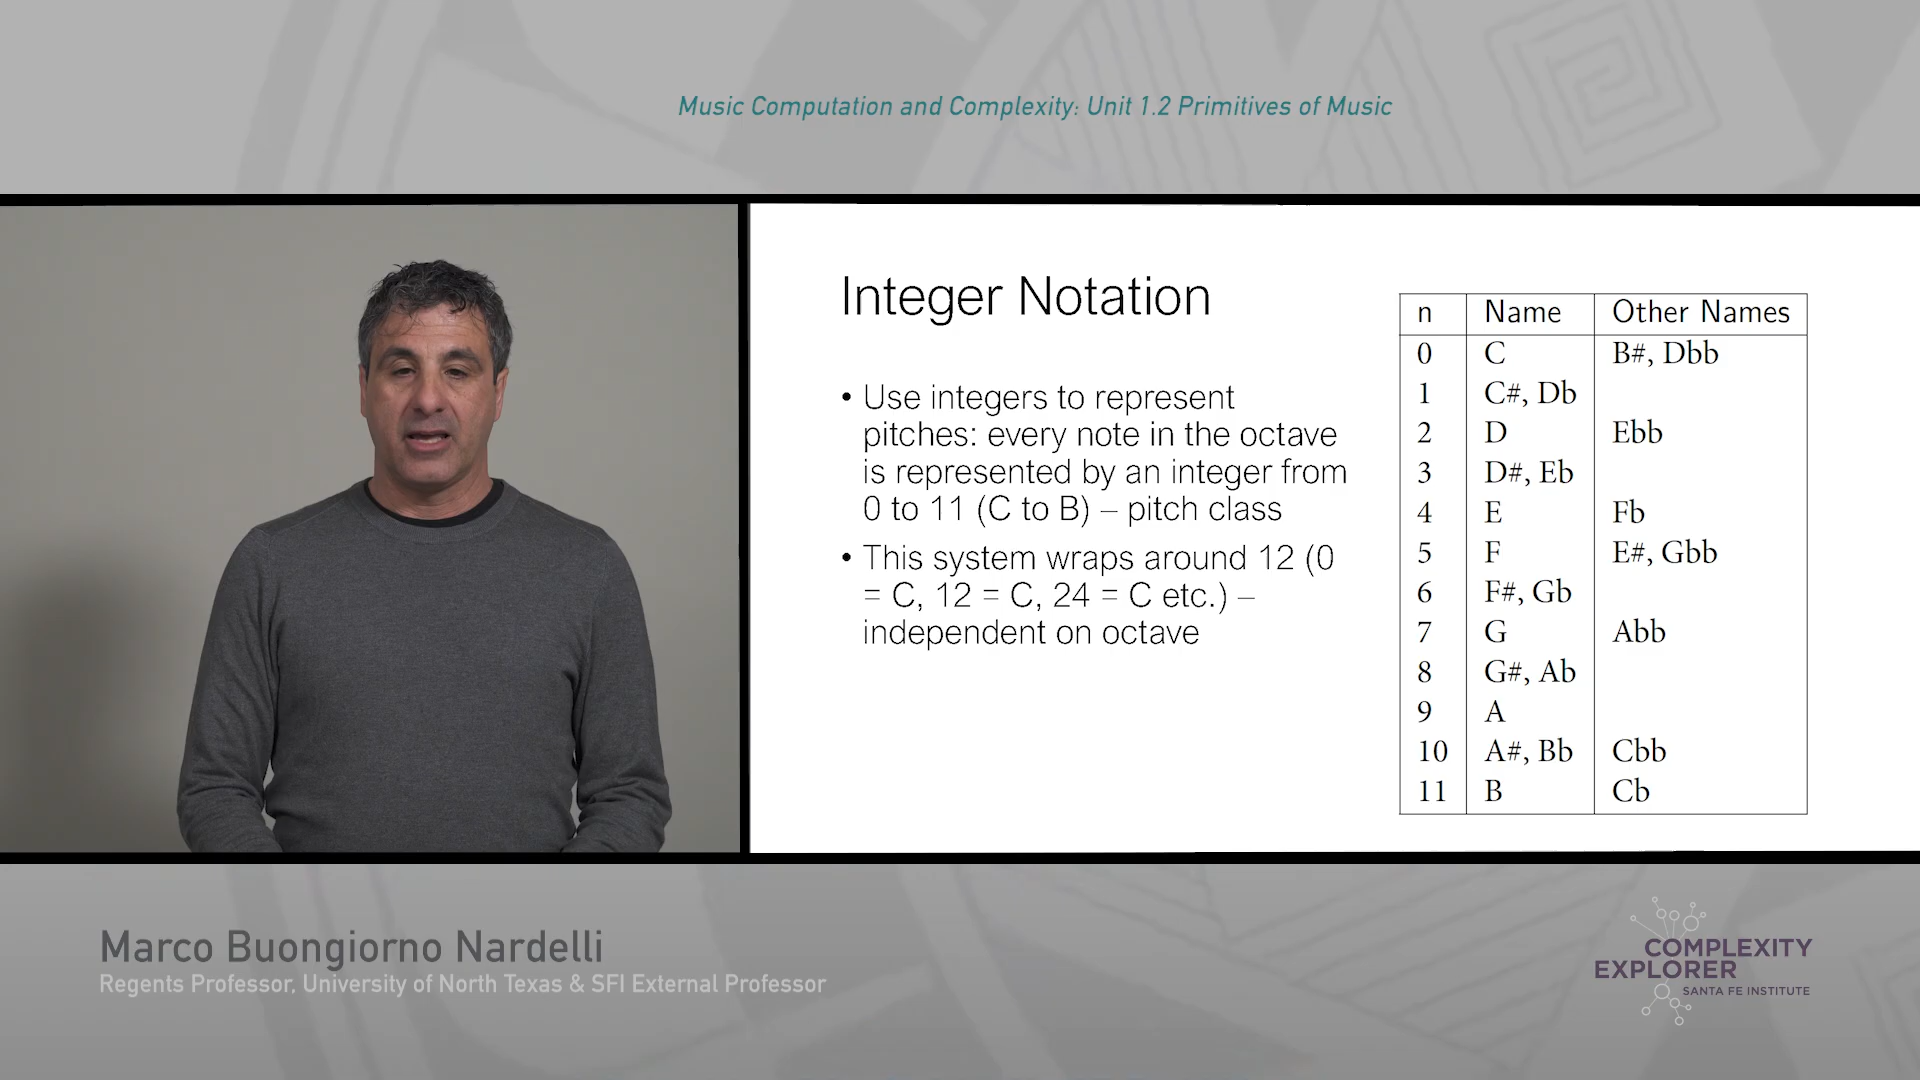 Music Computation and Complexity: Unit 1.2 Primitives of Music
Integer Notation
• Use integers to represent
pitches: every note in the octave
is represented by an integer from
0 to 11 (C to B) – pitch class
• This system wraps around 12 (0
= C, 12 = C, 24 = C etc.) –
independent on octave
n Name Other Names
0 C B#, Dbb
1 C#, Db
2 D Ebb
3 D#, Eb
4 E Fb
5 F E#, Gbb
6 F#, Gb
7 G Abb
8 G#, Ab
9 A
10 A#, Bb Cbb
11 B Cb
Marco Buongiorno Nardelli
Regents Professor, University of North Texas & SFI External Professor
COMPLEXITY
EXPLORER
SANTA FE INSTITUTE